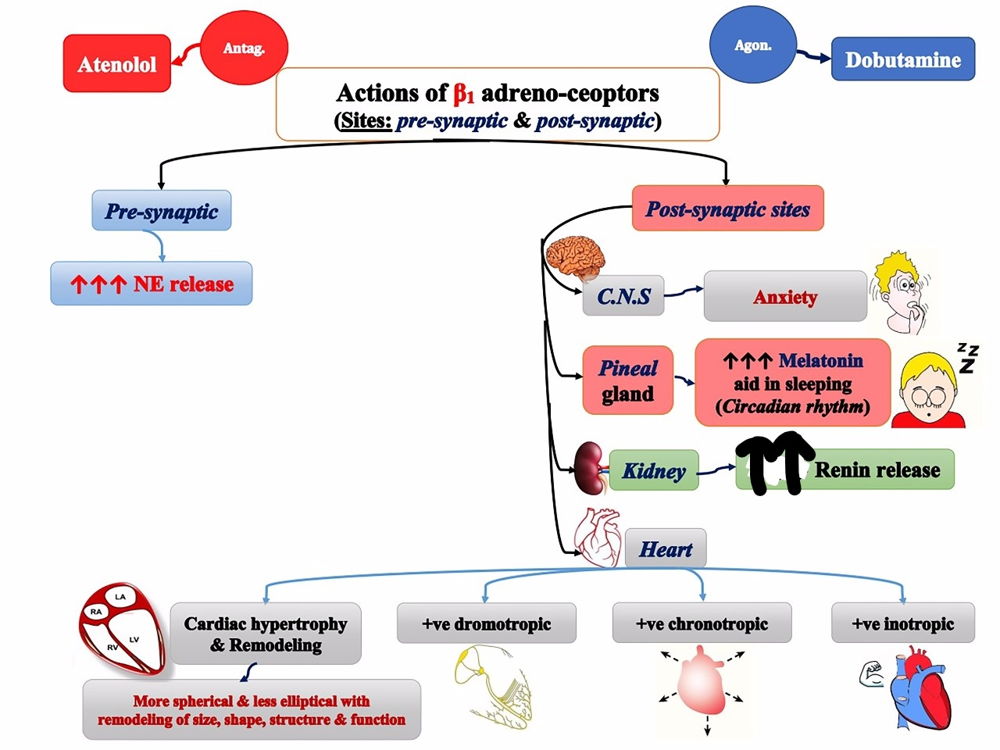 Atenolol
Antag.
Agon.
Dobutamine
Actions of β1 adreno-ceoptors
(Sites: pre-synaptic & post-synaptic)
Pre-synaptic
↑↑↑ NE release
Post-synaptic sites
C.N.S
Anxiety
Pineal
gland
↑↑↑ Melatonin
aid in sleeping
(Circadian rhythm)
z z z
Kidney
↑↑ Renin release
Heart
LA
RA
LV
RV
Cardiac hypertrophy
& Remodeling
+ve dromotropic
+ve chronotropic
+ve inotropic
More spherical & less elliptical with
remodeling of size, shape, structure & function